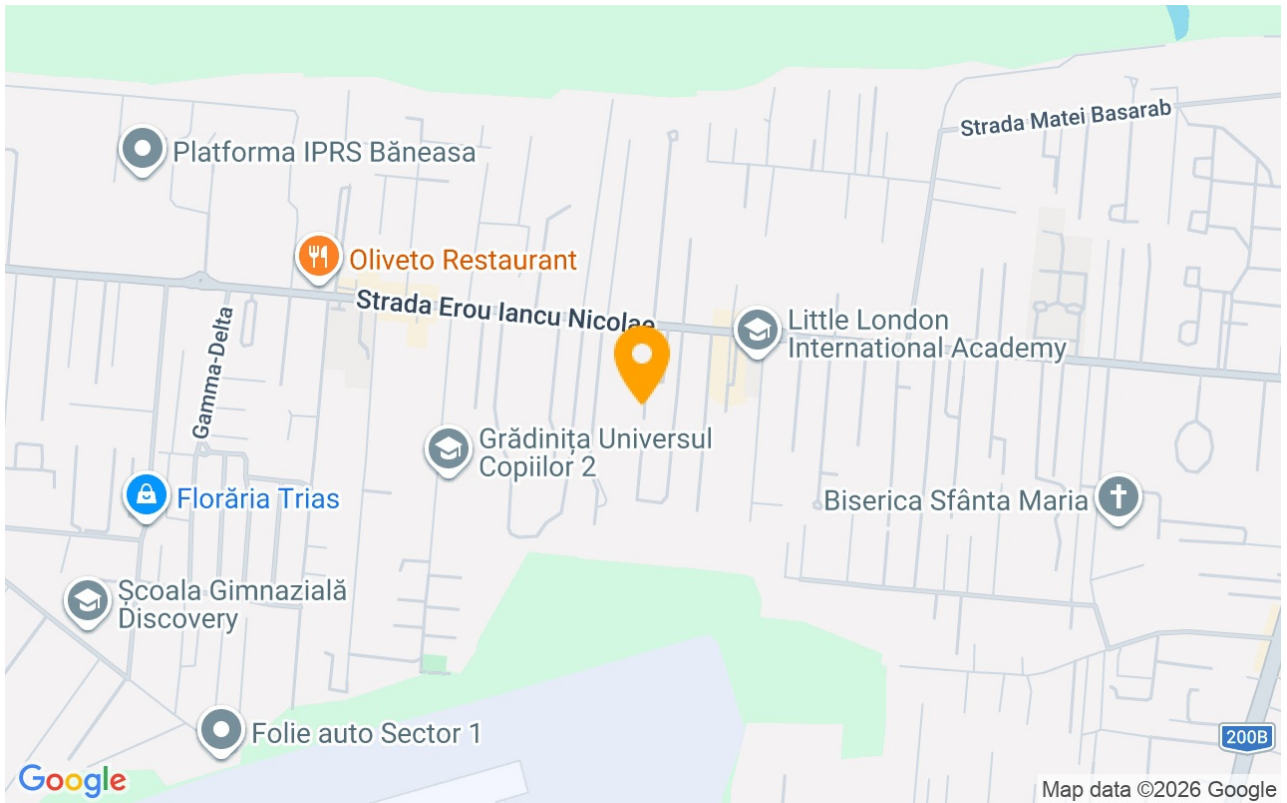 Strada Matei Basarab
Platforma IPRS Băneasa
Oliveto Restaurant
Strada Erou Iancu Nicolae
Little London
International Academy
Gamma-Delta
Grădinița Universul
Copiilor 2
Florăria Trias
Biserica Sfânta Maria
Școala Gimnazială
Discovery
Folie auto Sector 1
200B
Google
Map data ©2026 Google